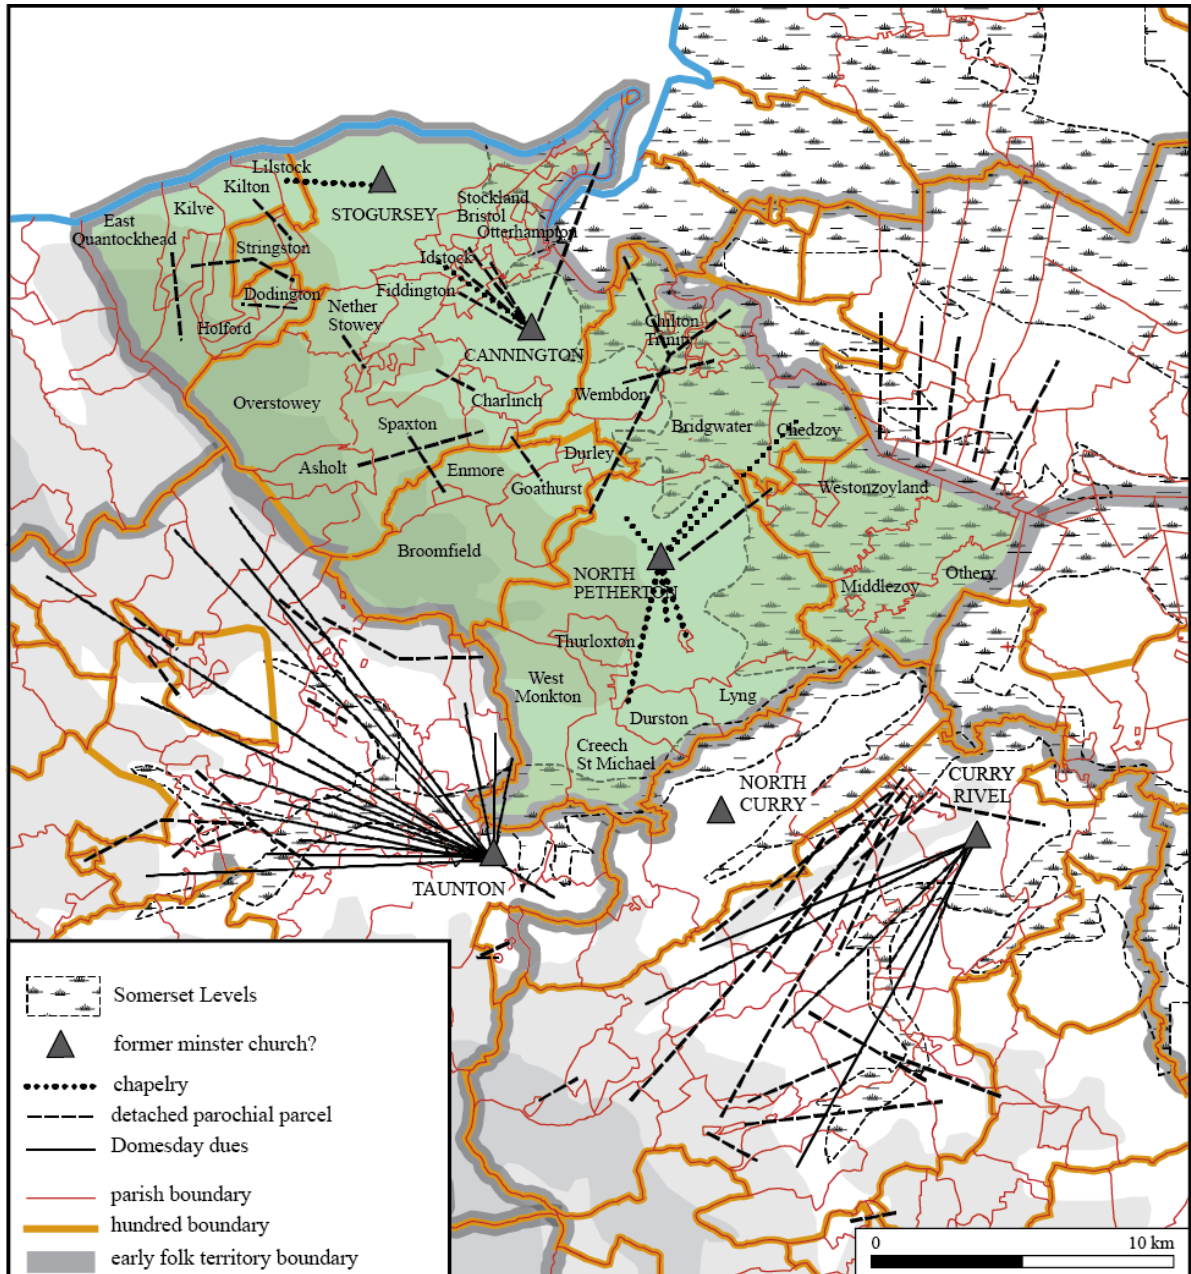 Lilstock
Kilton
STOGURSEY
Kilve
East
Quantockhead
Stockland
Bristol
Otterhampton
Stringston
Idstock
Dodington
Fiddington
Nether
Stowey
Holford
CANNINGTON
Chilton
Trinity
Overstowey
Charlinch
Wembdon
Spaxton
Bridgwater
Chedzoy
Asholt
Enmore
Durley
Goathurst
Westonzoyland
Broomfield
NORTH
PETHERTON
Middlezoy
Othery
Thurloxton
West
Monkton
Lyng
Durston
Creech
St Michael
NORTH
CURRY
CURRY
RIVEL
TAUNTON
Somerset Levels
former minster church?
chapelry
detached parochial parcel
Domesday dues
parish boundary
hundred boundary
early folk territory boundary
0 10 km